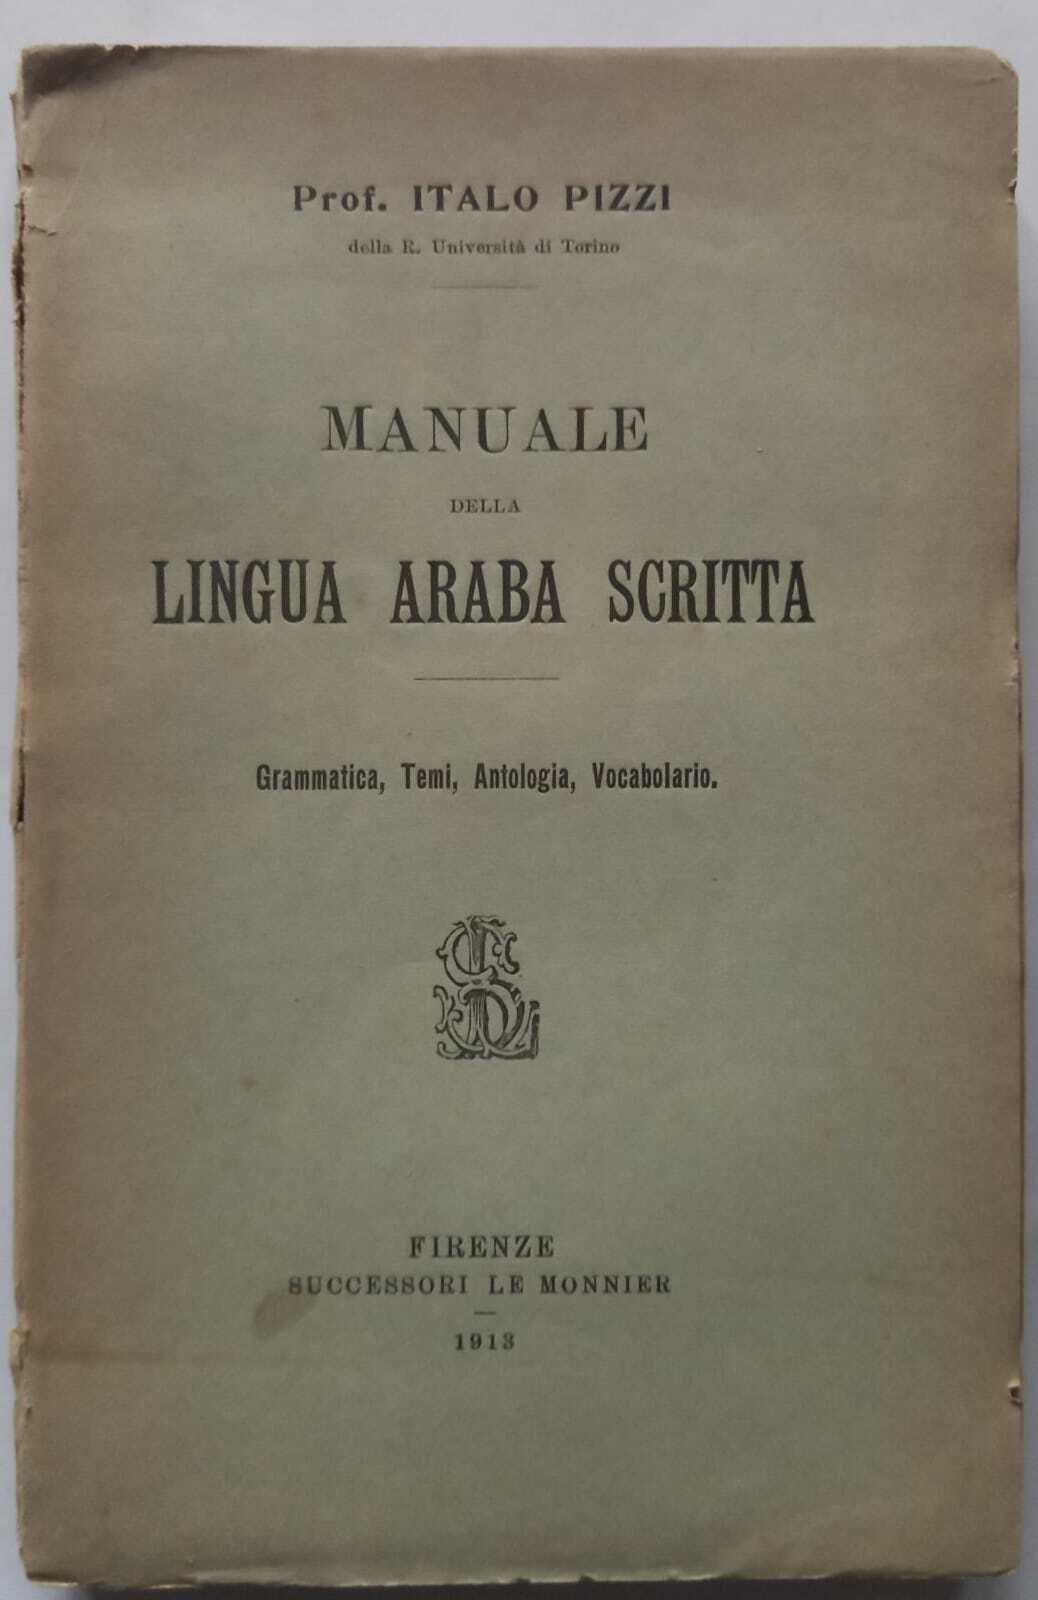 Prof. ITALO PIZZI
della R. Università di Torino
MANUALE
DELLA
LINGUA ARABA SCRITTA
Grammatica, Temi, Antologia, Vocabolario.
FIRENZE
SUCCESSORI LE MONNIER
1913